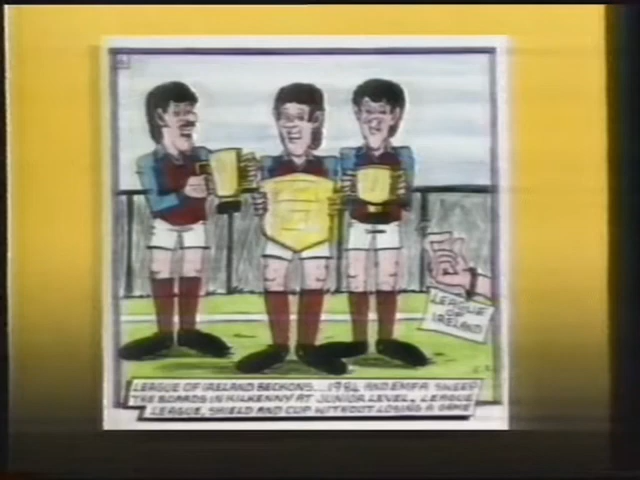 LEAGUE
OF
IRELAND
LEAGUE OF IRELAND BECKONS... 1984 AND EMFA SWEEP
THE BOARDS IN KILKENNY AT JUNIOR LEVEL. LEAGUE
LEAGUE, SHIELD AND CUP WITHOUT LOSING A GAME